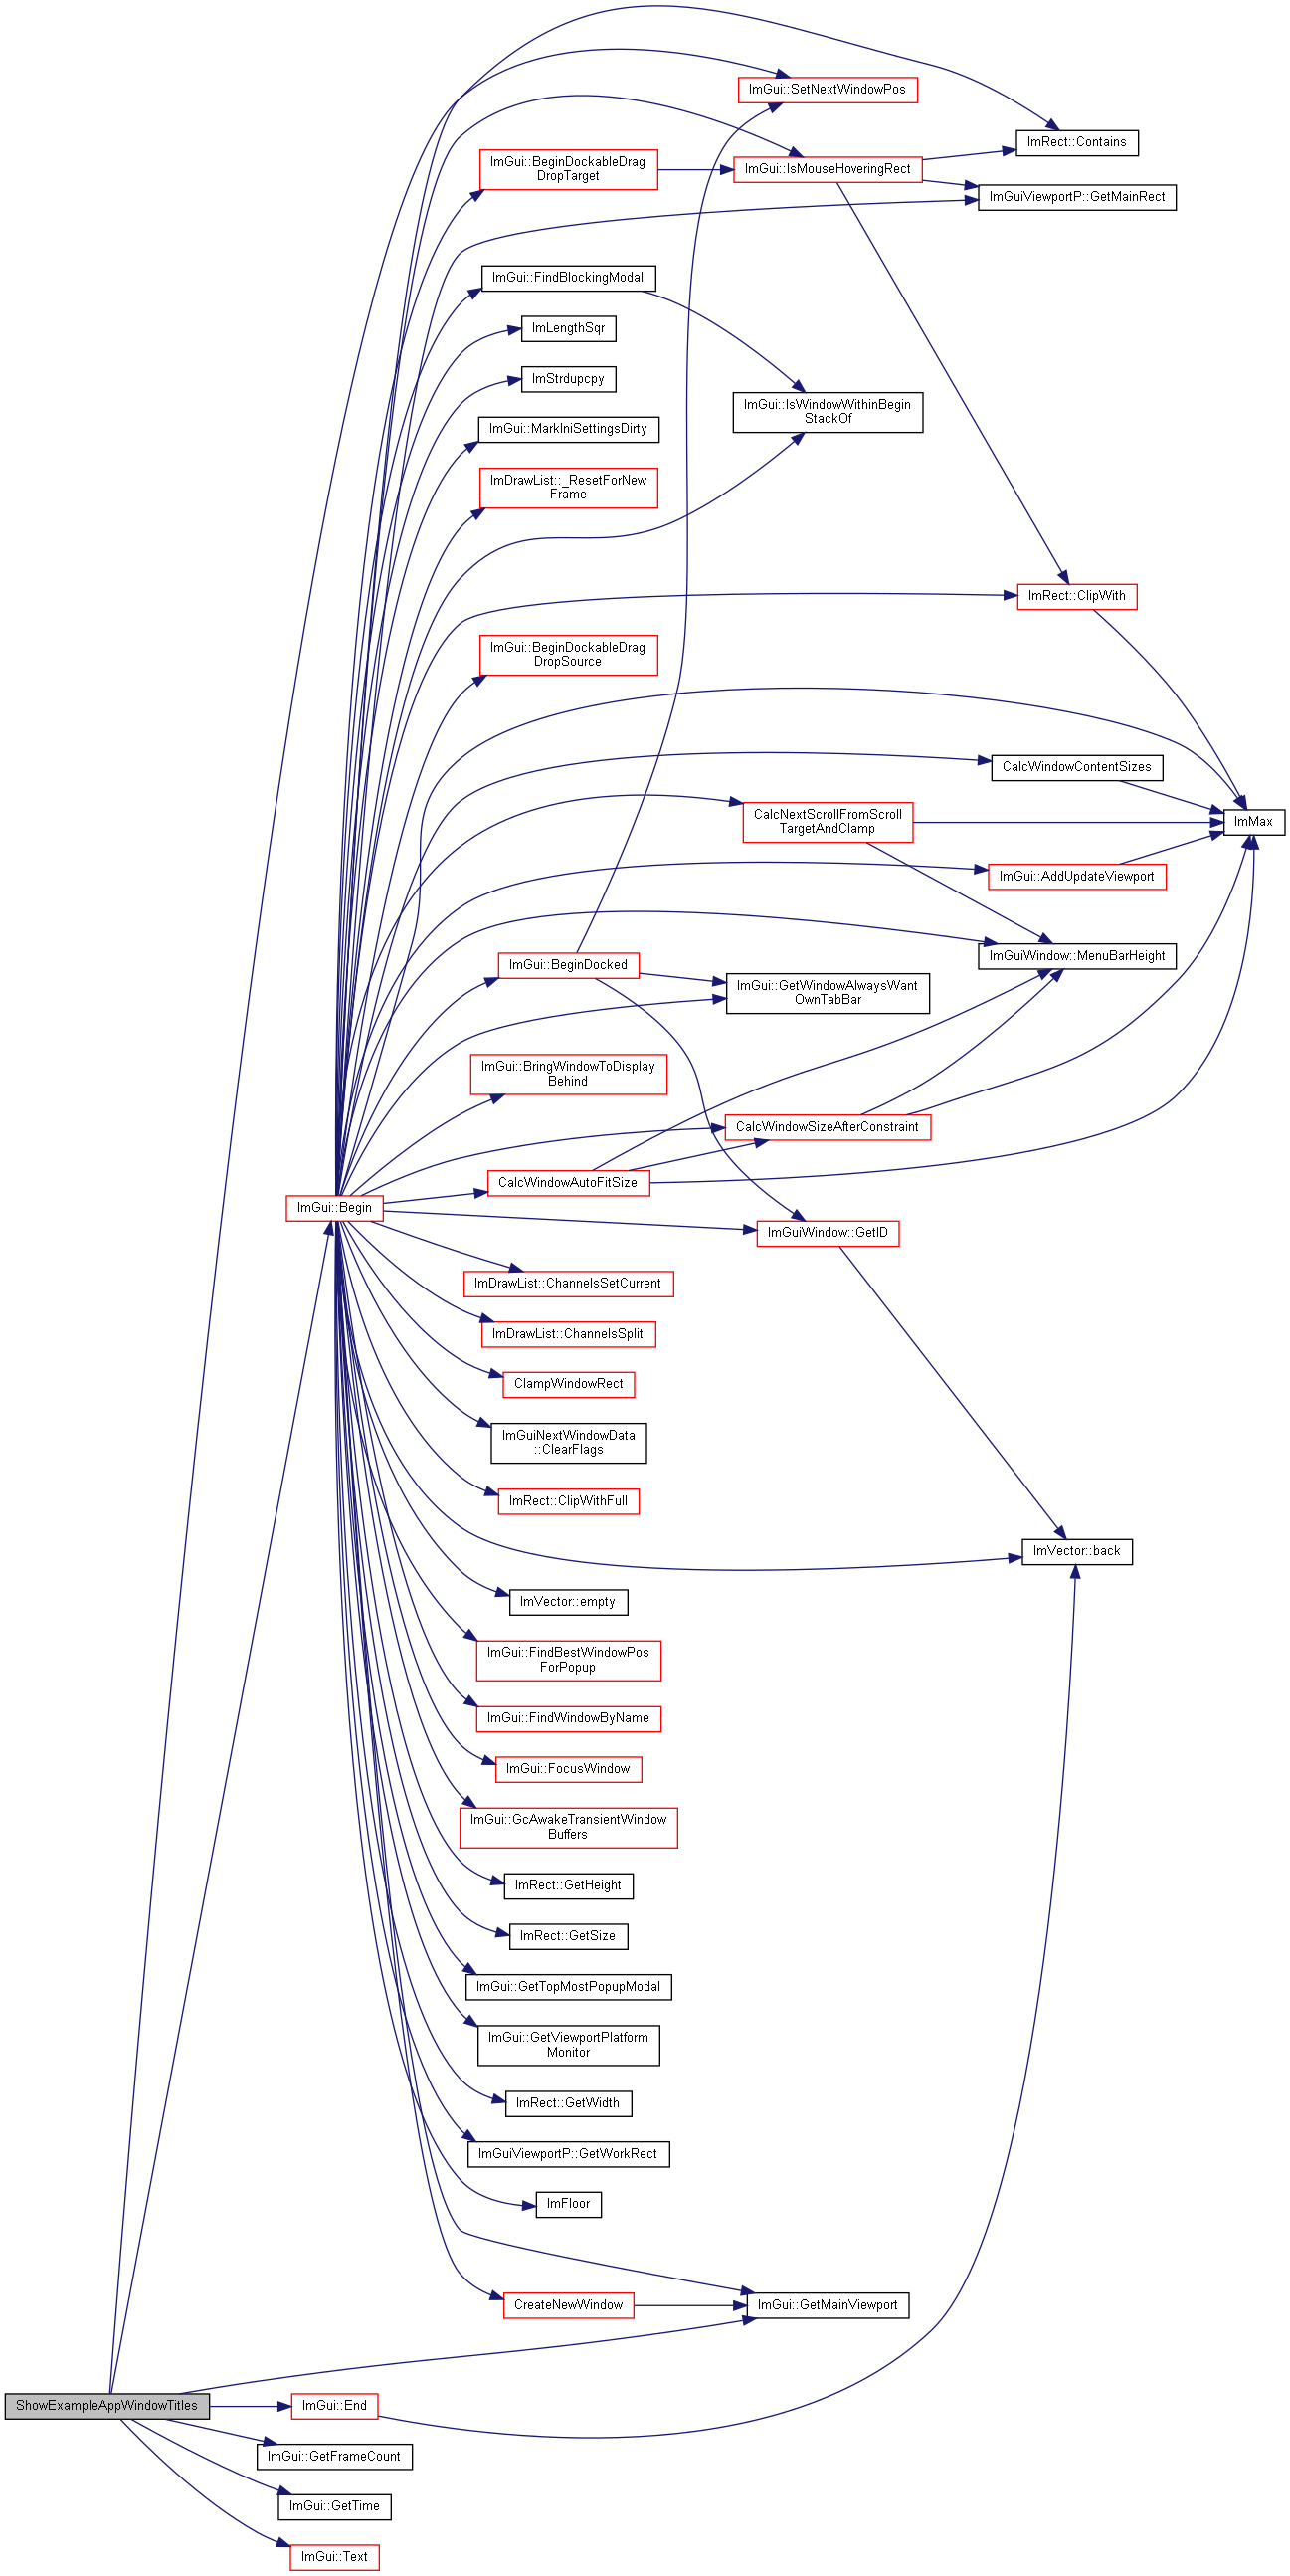 ImGui::SetNextWindowPos
ImRect::Contains
ImGui::BeginDockableDrag
DropTarget
ImGui::IsMouseHoveringRect
ImGuiViewportP::GetMainRect
ImGui::FindBlockingModal
ImLengthSqr
ImStrdupcpy
ImGui::IsWindowWithinBegin
StackOf
ImGui::MarkIniSettingsDirty
ImDrawList::_ResetForNew
Frame
ImRect::ClipWith
ImGui::BeginDockableDrag
DropSource
CalcWindowContentSizes
CalcNextScrollFromScroll
TargetAndClamp
ImMax
ImGui::AddUpdateViewport
ImGuiWindow::MenuBarHeight
ImGui::BeginDocked
ImGui::GetWindowAlwaysWant
OwnTabBar
ImGui::BringWindowToDisplay
Behind
CalcWindowSizeAfterConstraint
CalcWindowAutoFitSize
ImGui::Begin
ImGuiWindow::GetID
ImDrawList::ChannelsSetCurrent
ImDrawList::ChannelsSplit
ClampWindowRect
ImGuiNextWindowData
::ClearFlags
ImRect::ClipWithFull
ImVector::back
ImVector::empty
ImGui::FindBestWindowPos
ForPopup
ImGui::FindWindowByName
ImGui::FocusWindow
ImGui::GcAwakeTransientWindow
Buffers
ImRect::GetHeight
ImRect::GetSize
ImGui::GetTopMostPopupModal
ImGui::GetViewportPlatform
Monitor
ImRect::GetWidth
ImGuiViewportP::GetWorkRect
ImFloor
CreateNewWindow
ImGui::GetMainViewport
ShowExampleAppWindowTitles
ImGui::End
ImGui::GetFrameCount
ImGui::GetTime
ImGui::Text